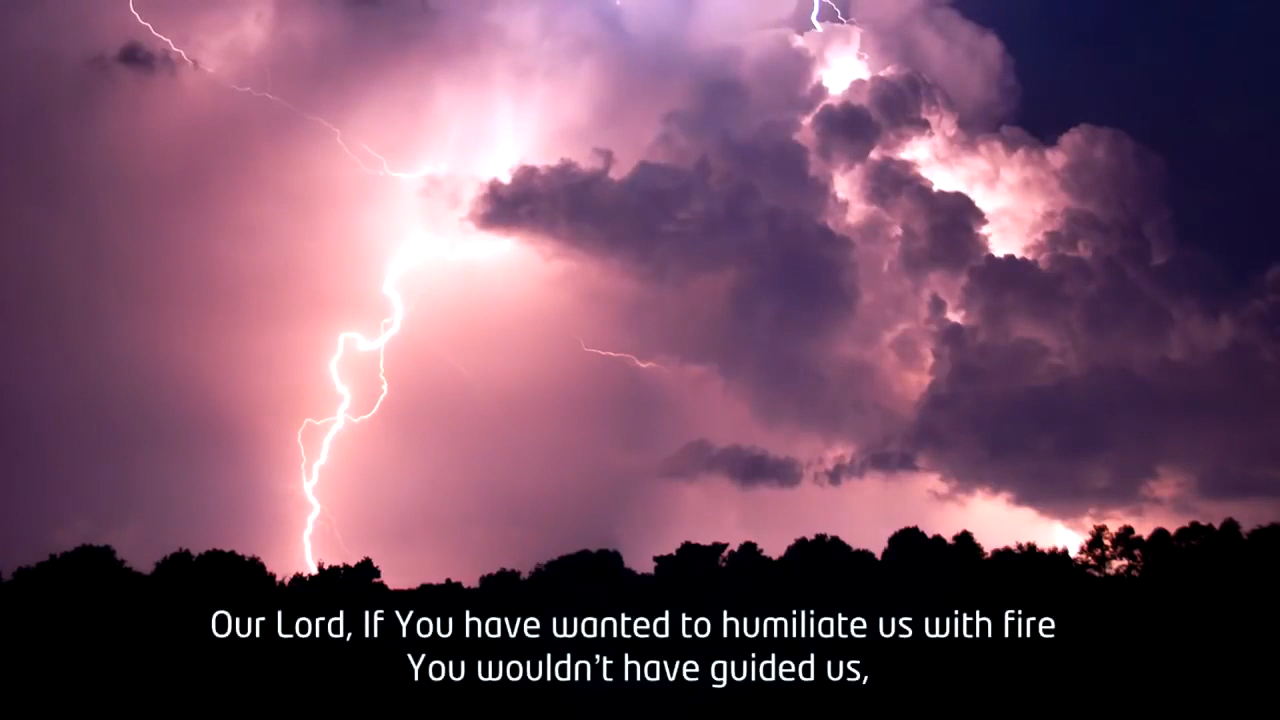 Our Lord, If You have wanted to humiliate us with fire
You wouldn't have guided us,